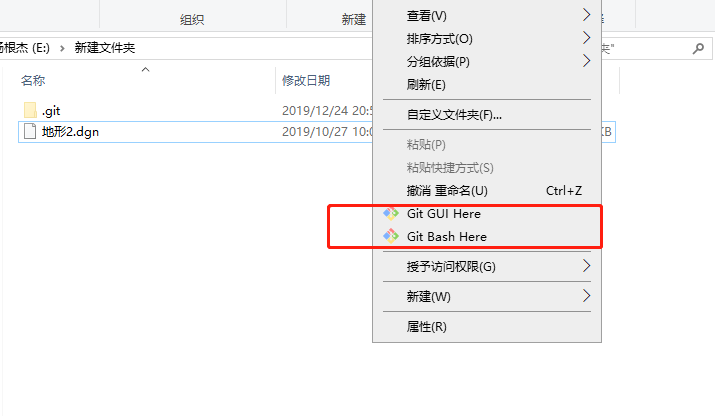 组织
新建
查看(V)
排序方式(O)
分组依据(P)
刷新(E)
自定义文件夹(F)...
粘贴(P)
粘贴快捷方式(S)
撤消 重命名(U) Ctrl+Z
Git GUI Here
Git Bash Here
授予访问权限(G)
新建(W)
属性(R)
根杰 (E:) 新建文件夹 夹"
名称 修改日期
.git 2019/12/24 20:5
地形2.dgn 2019/10/27 10:0 KB